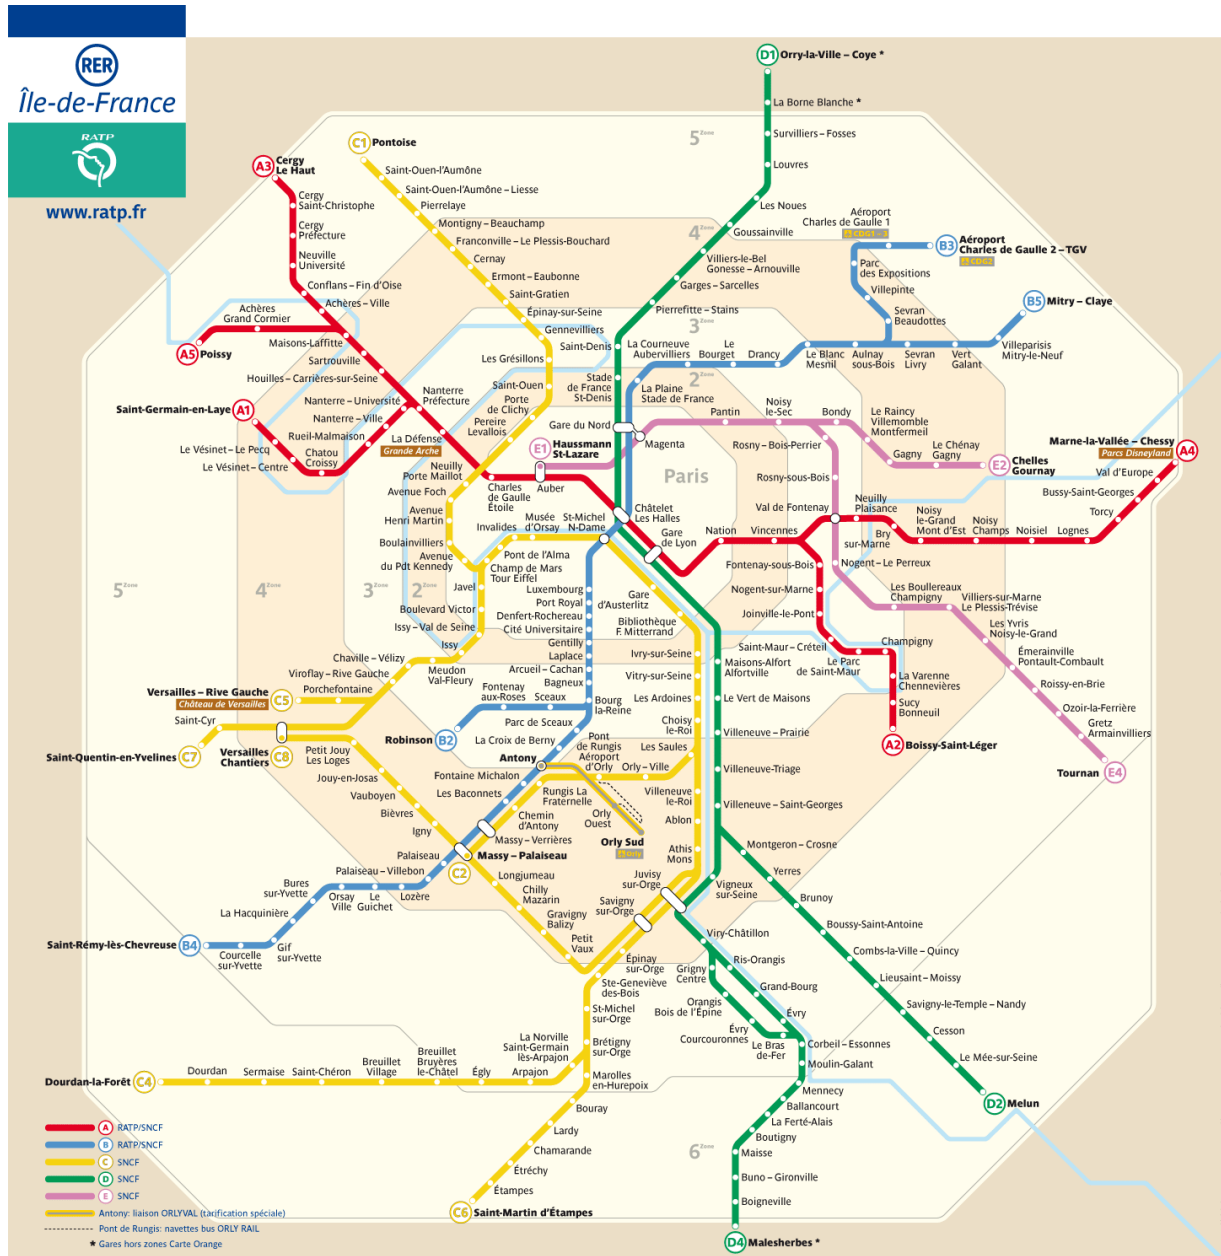 RER
Île-de-France
RATP
www.ratp.fr
D1
Orry-la-Ville – Coye *
La Borne Blanche *
Survilliers – Fosses
Louvres
Les Noues
Goussainville
Villiers-le-Bel
Gonesse – Arnouville
Garges – Sarcelles
Pierrefitte – Stains
Saint-Denis
Stade
de France
St-Denis
5 Zone
4 Zone
3 Zone
2 Zone
C1
Pontoise
Saint-Ouen-l'Aumône
Saint-Ouen-l'Aumône – Liesse
Pierrelaye
Montigny – Beauchamp
Franconville – Le Plessis-Bouchard
Cernay
Ermont – Eaubonne
Saint-Gratien
Épinay-sur-Seine
Gennevilliers
Les Grésillons
Saint-Ouen
Porte
de Clichy
Pereire
Levallois
A3
Cergy
Le Haut
Cergy
Saint-Christophe
Cergy
Préfecture
Neuville
Université
Conflans – Fin d'Oise
Achères – Ville
Achères
Grand Cormier
A5
Poissy
Maisons-Laffitte
Sartrouville
Houilles – Carrières-sur-Seine
Nanterre
Préfecture
Nanterre – Université
Nanterre – Ville
Rueil-Malmaison
Chatou
Croissy
Le Vésinet – Le Pecq
Le Vésinet – Centre
Saint-Germain-en-Laye
A1
La Défense
Grande Arche
Neuilly
Porte Maillot
Avenue Foch
Avenue
Henri Martin
Boulainvilliers
Avenue
du Pdt Kennedy
Charles
de Gaulle
Étoile
E1
Haussmann
St-Lazare
Auber
Gare du Nord
Magenta
Paris
Aéroport
Charles de Gaulle 1
CDG1 – 3
B3
Aéroport
Charles de Gaulle 2 – TGV
CDG2
Parc
des Expositions
Villepinte
Sevran
Beaudottes
B5
Mitry – Claye
Villeparisis
Mitry-le-Neuf
Vert
Galant
Sevran
Livry
Aulnay
sous-Bois
Le Blanc
Mesnil
Drancy
Le
Bourget
La Courneuve
Aubervilliers
La Plaine
Stade de France
Pantin
Noisy
le-Sec
Bondy
Le Raincy
Villemomble
Montfermeil
Gagny
Le Chénay
Gagny
E2
Chelles
Gournay
Rosny – Bois-Perrier
Rosny-sous-Bois
Val de Fontenay
Neuilly
Plaisance
Bry
sur-Marne
Noisy
le-Grand
Mont d'Est
Noisy
Champs
Noisiel
Lognes
Torcy
Bussy-Saint-Georges
Val d'Europe
Marne-la-Vallée – Chessy
Parcs Disneyland
A4
Châtelet
Les Halles
Gare
de Lyon
Nation
Vincennes
Fontenay-sous-Bois
Nogent-sur-Marne
Joinville-le-Pont
Saint-Maur – Créteil
Le Parc
de Saint-Maur
Champigny
La Varenne
Chennevières
Sucy
Bonneuil
A2
Boissy-Saint-Léger
Nogent – Le Perreux
Les Boullereaux
Champigny
Villiers-sur-Marne
Le Plessis-Trévise
Les Yvris
Noisy-le-Grand
Émerainville
Pontault-Combault
Roissy-en-Brie
Ozoir-la-Ferrière
Gretz
Armainvilliers
Tournan
E4
Invalides
Musée
d'Orsay
St-Michel
N-Dame
Pont de l'Alma
Champ de Mars
Tour Eiffel
Javel
Boulevard Victor
Issy – Val de Seine
Issy
Meudon
Val-Fleury
Chaville – Vélizy
Viroflay – Rive Gauche
Porchefontaine
Versailles – Rive Gauche
Château de Versailles
C5
Saint-Cyr
Saint-Quentin-en-Yvelines
C7
Versailles
Chantiers
C8
Petit Jouy
Les Loges
Jouy-en-Josas
Vauboyen
Bièvres
Igny
5 Zone
4 Zone
3 Zone
2 Zone
Luxembourg
Port Royal
Denfert-Rochereau
Cité Universitaire
Gentilly
Laplace
Arcueil – Cachan
Bagneux
Bourg
la-Reine
Sceaux
Fontenay
aux-Roses
Robinson
B2
Parc de Sceaux
La Croix de Berny
Antony
Fontaine Michalon
Les Baconnets
Massy – Verrières
Massy – Palaiseau
C2
Palaiseau
Palaiseau – Villebon
Lozère
Le
Guichet
Orsay
Ville
Bures
sur-Yvette
La Hacquinière
Gif
sur-Yvette
Courcelle
sur-Yvette
Saint-Rémy-lès-Chevreuse
B4
Gare
d'Austerlitz
Bibliothèque
F. Mitterrand
Ivry-sur-Seine
Vitry-sur-Seine
Les Ardoines
Choisy
le-Roi
Les Saules
Orly – Ville
Pont
de Rungis
Aéroport
d'Orly
Rungis La
Fraternelle
Chemin
d'Antony
Orly
Ouest
Orly Sud
Orly
Villeneuve
le-Roi
Ablon
Athis
Mons
Juvisy
sur-Orge
Savigny
sur-Orge
Longjumeau
Chilly
Mazarin
Gravigny
Balizy
Petit
Vaux
Épinay
sur-Orge
Ste-Geneviève
des-Bois
St-Michel
sur-Orge
Brétigny
sur-Orge
Marolles
en-Hurepoix
Bouray
Lardy
Chamarande
Étréchy
Étampes
C6
Saint-Martin d'Étampes
La Norville
Saint-Germain
lès-Arpajon
Arpajon
Égly
Breuillet
Bruyères
le-Châtel
Breuillet
Village
Saint-Chéron
Sermaise
Dourdan
Dourdan-la-Forêt
C4
Maisons-Alfort
Alfortville
Le Vert de Maisons
Villeneuve – Prairie
Villeneuve-Triage
Villeneuve – Saint-Georges
Montgeron – Crosne
Yerres
Brunoy
Boussy-Saint-Antoine
Combs-la-Ville – Quincy
Lieusaint – Moissy
Savigny-le-Temple – Nandy
Cesson
Le Mée-sur-Seine
D2
Melun
Vigneux
sur-Seine
Viry-Châtillon
Ris-Orangis
Grand-Bourg
Évry
Grigny
Centre
Orangis
Bois de l'Épine
Évry
Courcouronnes
Le Bras
de-Fer
Corbeil – Essonnes
Moulin-Galant
Mennecy
Ballancourt
La Ferté-Alais
Boutigny
Maisse
Buno – Gironville
Boigneville
D4
Malesherbes *
6 Zone
A RATP/SNCF
B RATP/SNCF
C SNCF
D SNCF
E SNCF
Antony: liaison ORLYVAL (tarification spéciale)
Pont de Rungis: navettes bus ORLY RAIL
* Gares hors zones Carte Orange